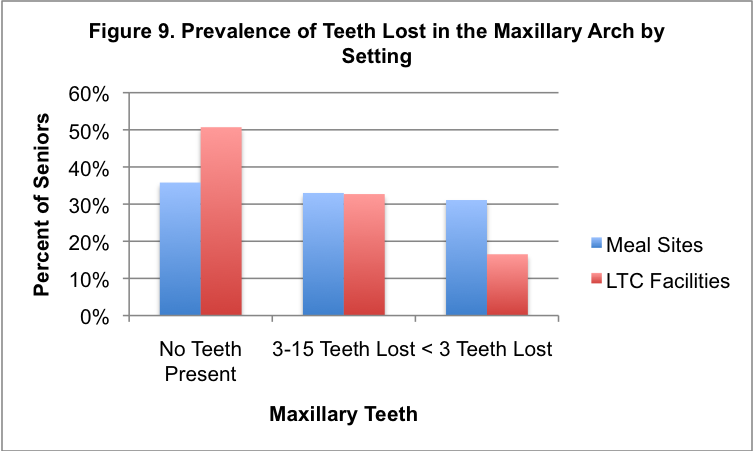 Figure 9. Prevalence of Teeth Lost in the Maxillary Arch by
Setting
60%
50%
40%
30%
20%
10%
0%
Percent of Seniors
No Teeth
Present
3-15 Teeth Lost
< 3 Teeth Lost
Maxillary Teeth
Meal Sites
LTC Facilities